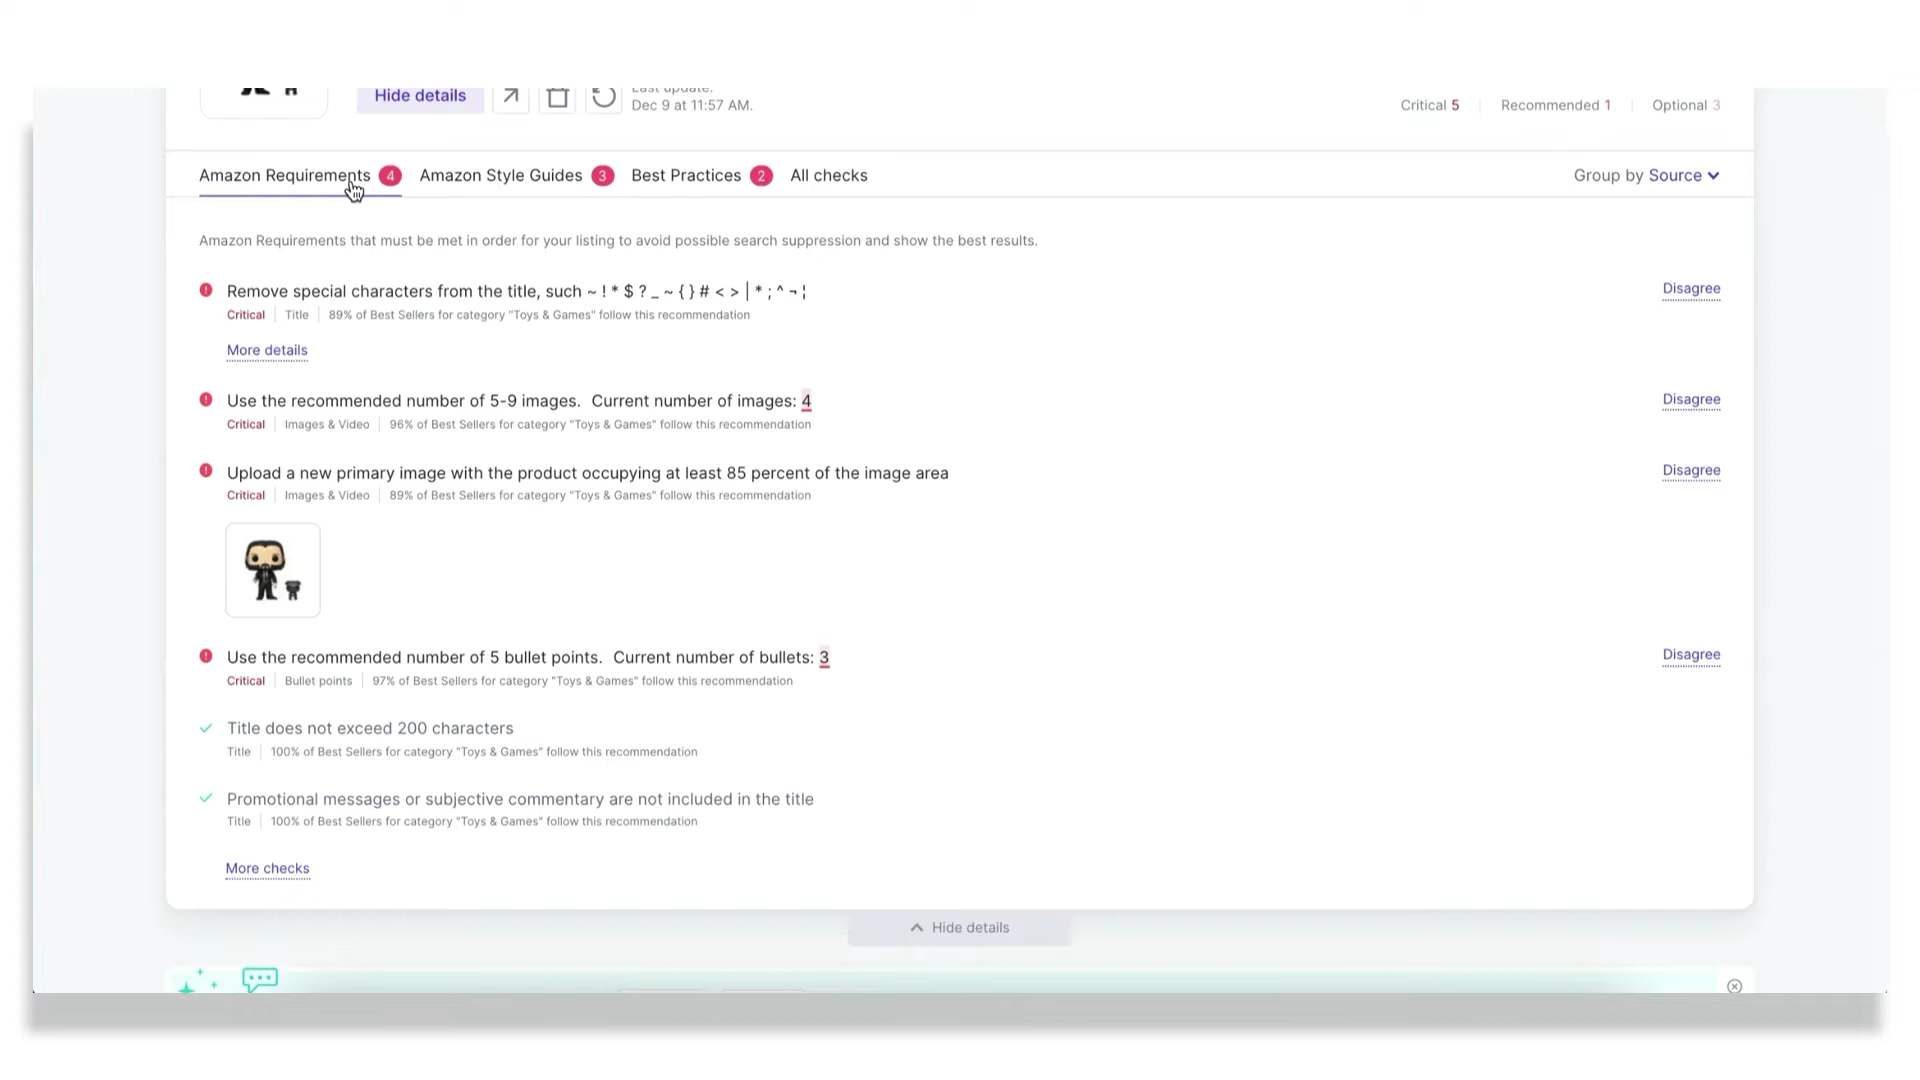 Hide details
Last update:
Dec 9 at 11:57 AM.
Critical 5
Recommended 1
Optional 3
Amazon Requirements 4
Amazon Style Guides 3
Best Practices 2
All checks
Group by Source
Amazon Requirements that must be met in order for your listing to avoid possible search suppression and show the best results.
Remove special characters from the title, such ~ ! * $ ? _ ~ { } # < > | * ; ^ ¬ ¦
Disagree
Critical | Title | 89% of Best Sellers for category "Toys & Games" follow this recommendation
More details
Use the recommended number of 5-9 images. Current number of images: 4
Disagree
Critical | Images & Video | 96% of Best Sellers for category "Toys & Games" follow this recommendation
Upload a new primary image with the product occupying at least 85 percent of the image area
Disagree
Critical | Images & Video | 89% of Best Sellers for category "Toys & Games" follow this recommendation
Use the recommended number of 5 bullet points. Current number of bullets: 3
Disagree
Critical | Bullet points | 97% of Best Sellers for category "Toys & Games" follow this recommendation
Title does not exceed 200 characters
Title | 100% of Best Sellers for category "Toys & Games" follow this recommendation
Promotional messages or subjective commentary are not included in the title
Title | 100% of Best Sellers for category "Toys & Games" follow this recommendation
More checks
Hide details